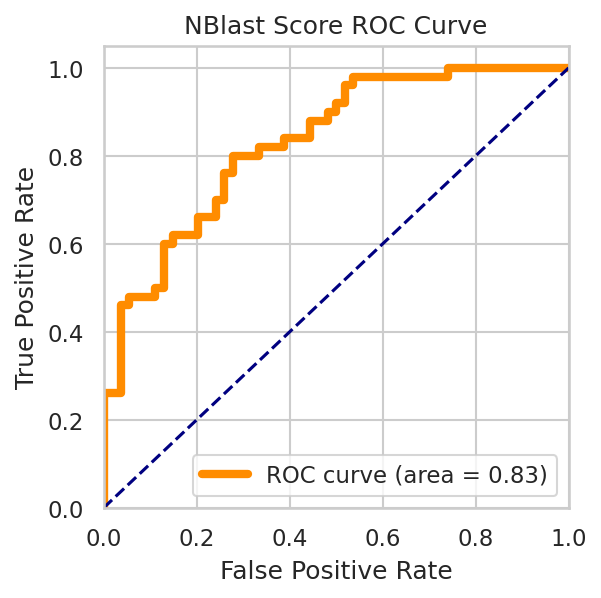 NBlast Score ROC Curve
True Positive Rate
1.0
0.8
0.6
0.4
0.2
0.0
ROC curve (area = 0.83)
0.0 0.2 0.4 0.6 0.8 1.0
False Positive Rate